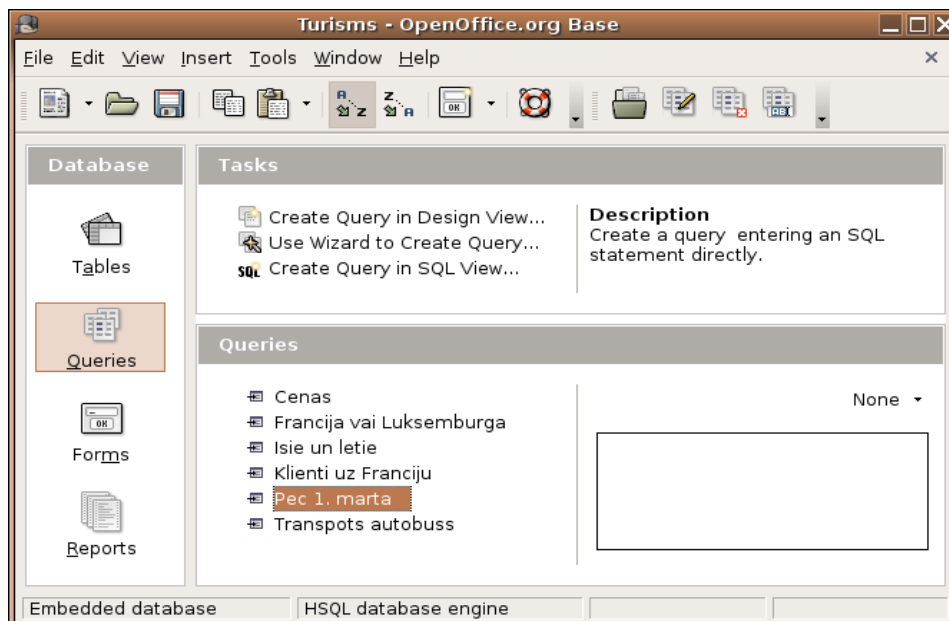 Turisms - OpenOffice.org Base
File Edit View Insert Tools Window Help
Database
Tables
Queries
Forms
Reports
Tasks
Create Query in Design View...
Use Wizard to Create Query...
SQL Create Query in SQL View...
Description
Create a query entering an SQL
statement directly.
Queries
Cenas
Francija vai Luksemburga
Isie un letie
Klienti uz Franciju
Pec 1. marta
Transpots autobuss
None
Embedded database
HSQL database engine